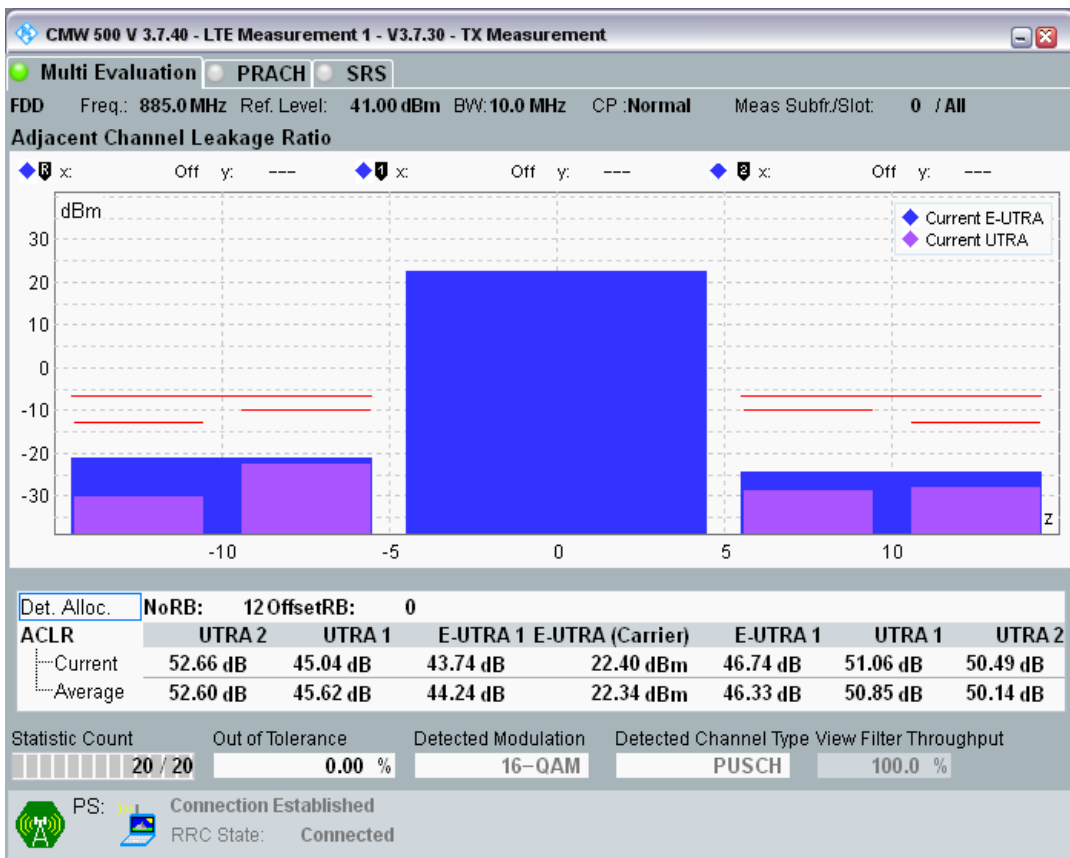 CMW 500 V 3.7.40 - LTE Measurement 1 - V3.7.30 - TX Measurement
Multi Evaluation PRACH SRS
FDD Freq.: 885.0 MHz Ref. Level: 41.00 dBm BW: 10.0 MHz CP :Normal Meas Subfr./Slot: 0 / All
Adjacent Channel Leakage Ratio
R x: Off y: --- 1 x: Off y: --- 2 x: Off y: ---
dBm
Current E-UTRA
Current UTRA
30
20
10
0
-10
-20
-30
z
-10 -5 0 5 10
Det. Alloc. NoRB: 12 OffsetRB: 0
ACLR UTRA 2 UTRA 1 E-UTRA 1 E-UTRA (Carrier) E-UTRA 1 UTRA 1 UTRA 2
Current 52.66 dB 45.04 dB 43.74 dB 22.40 dBm 46.74 dB 51.06 dB 50.49 dB
Average 52.60 dB 45.62 dB 44.24 dB 22.34 dBm 46.33 dB 50.85 dB 50.14 dB
Statistic Count Out of Tolerance Detected Modulation Detected Channel Type View Filter Throughput
20 / 20 0.00 % 16-QAM PUSCH 100.0 %
PS: Connection Established
RRC State: Connected